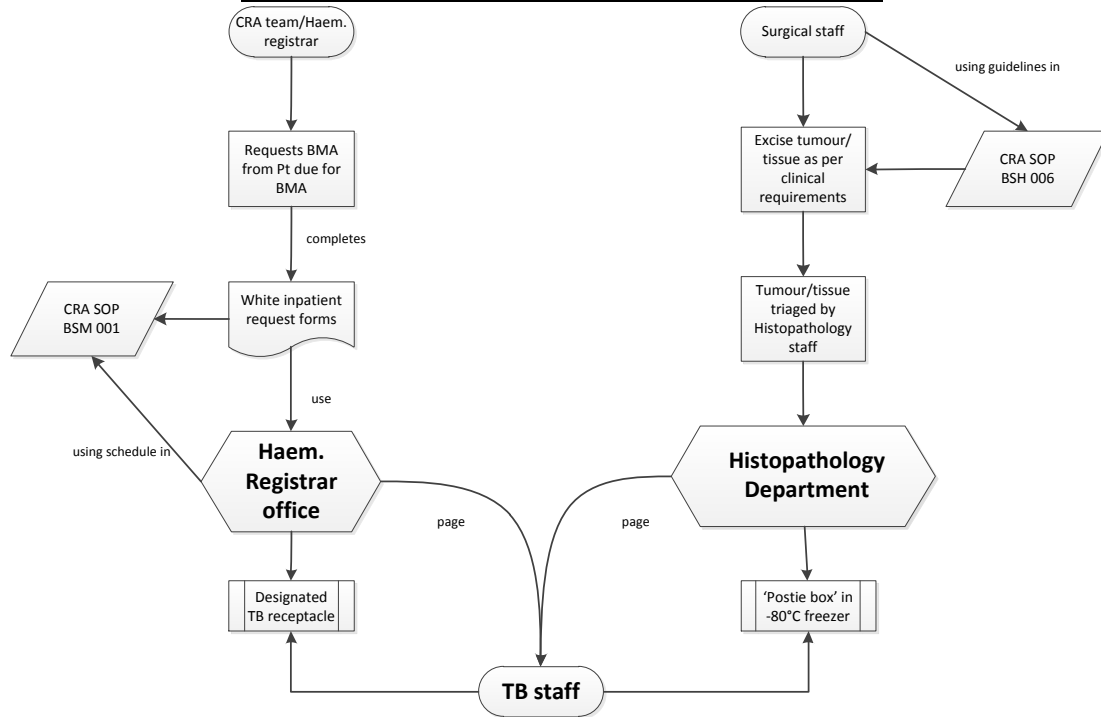 CRA team/Haem.
registrar
Surgical staff
using guidelines in
Requests BMA
from Pt due for
BMA
Excise tumour/
tissue as per
clinical
requirements
CRA SOP
BSH 006
completes
CRA SOP
BSM 001
White inpatient
request forms
Tumour/tissue
triaged by
Histopathology
staff
use
using schedule in
Haem.
Registrar
office
Histopathology
Department
page
page
Designated
TB receptacle
‘Postie box’ in
-80°C freezer
TB staff